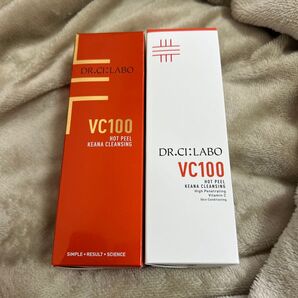 DR.CI:LABO
VC100
HOT PEEL
KEANA CLEANSING
SIMPLE • RESULT • SCIENCE
DR.CI:LABO
VC100
HOT PEEL
KEANA CLEANSING
High Penetrating
Vitamin C
Skin Conditioning